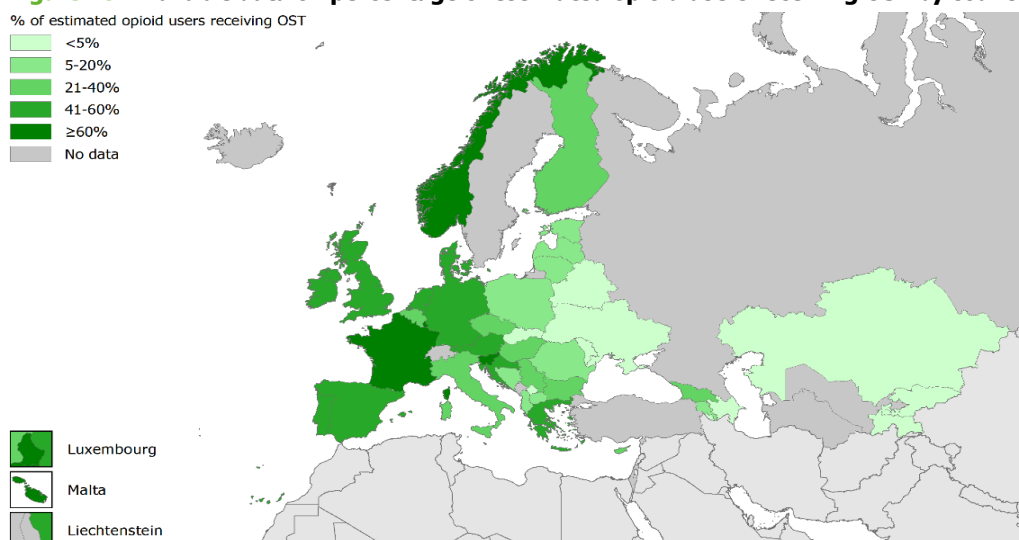 % of estimated opioid users receiving OST
<5%
5-20%
21-40%
41-60%
≥60%
No data
Luxembourg
Malta
Liechtenstein